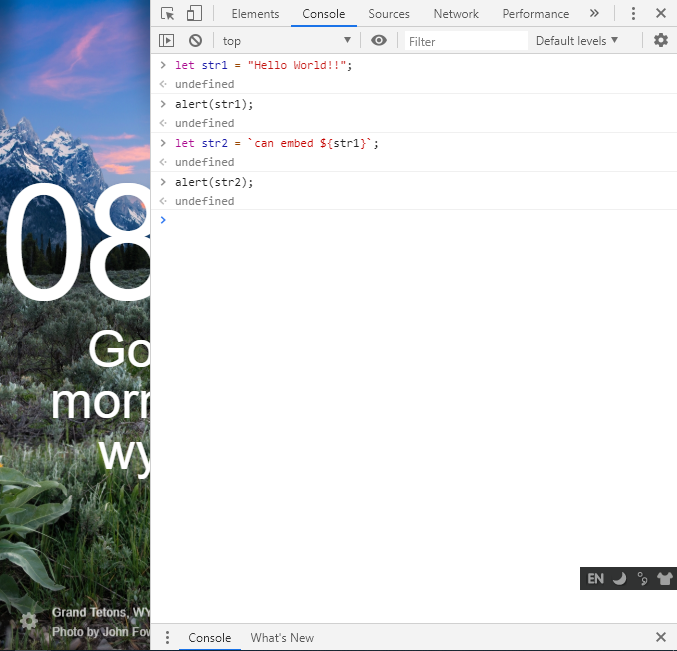 Elements Console Sources Network Performance »
top Filter Default levels
let str1 = "Hello World!!";
undefined
alert(str1);
undefined
let str2 = `can embed ${str1}`;
undefined
alert(str2);
undefined
08
Go
morr
wy
Grand Tetons, WY
Photo by John Fow
EN
Console What's New